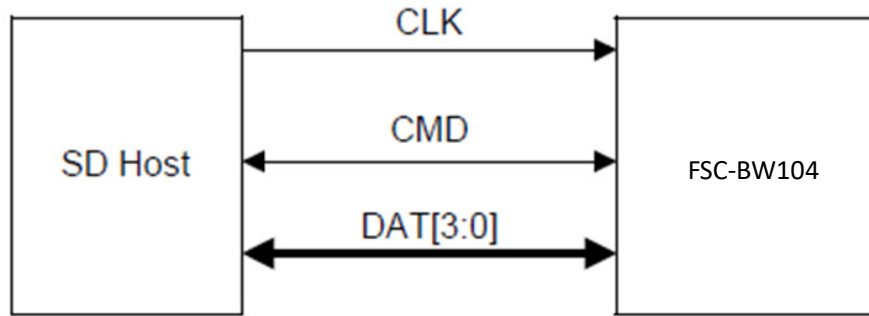 CLK
CMD
SD Host
FSC-BW104
DAT[3:0]